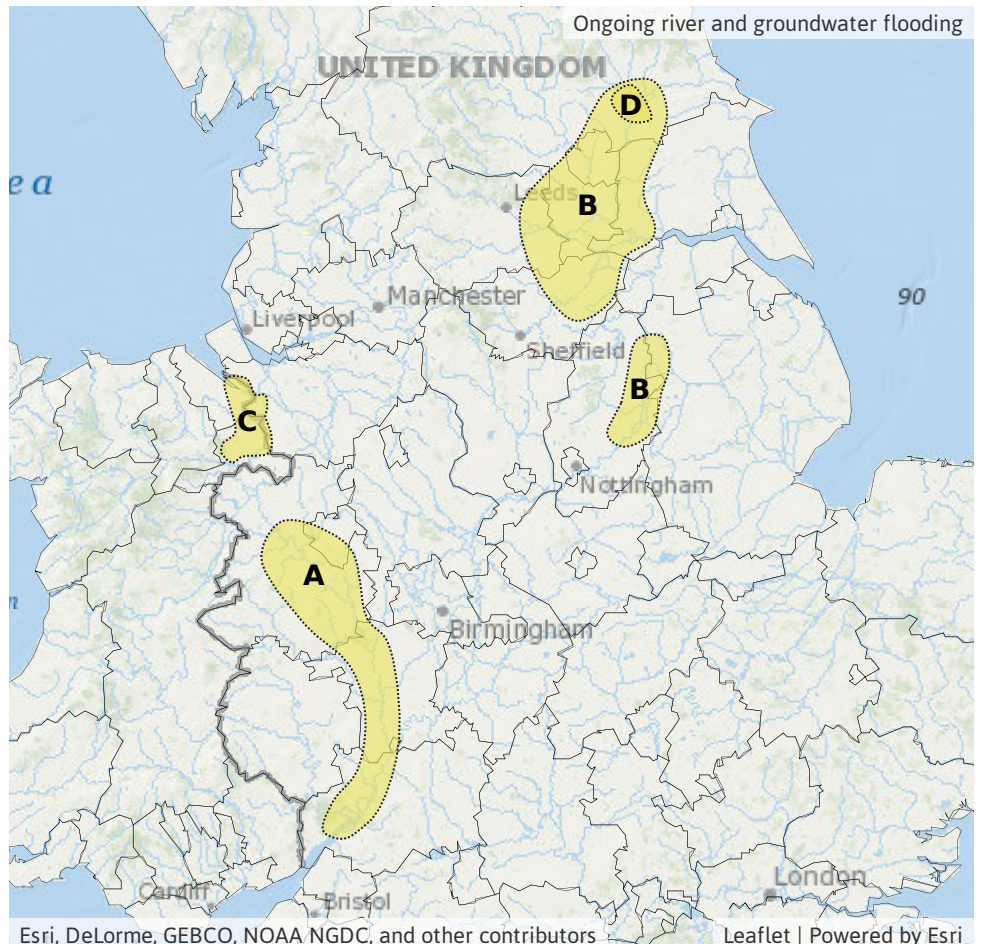 Ongoing river and groundwater flooding
UNITED KINGDOM
D
e a
Leeds
B
90
Manchester
Liverpool
Sheffield
B
C
Nottingham
A
n
Birmingham
London
Cardiff
Bristol
Esri, DeLorme, GEBCO, NOAA NGDC, and other contributors
Leaflet | Powered by Esri